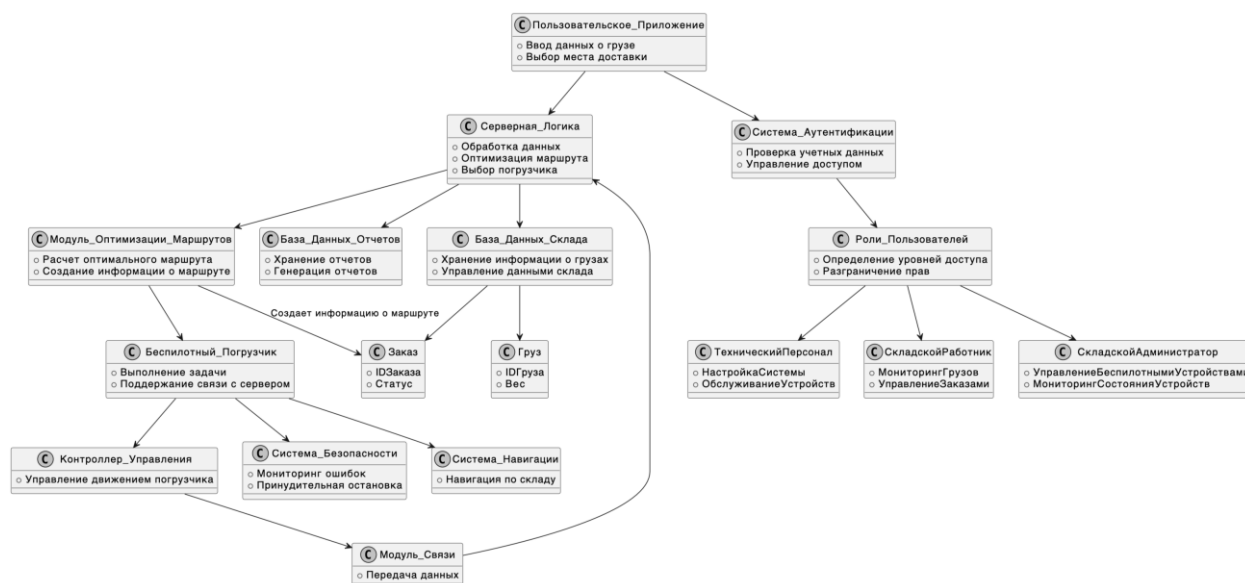 C Пользовательское_Приложение
Ввод данных о грузе
Выбор места доставки
C Серверная_Логика
Обработка данных
Оптимизация маршрута
Выбор погрузчика
C Система_Аутентификации
Проверка учетных данных
Управление доступом
C Модуль_Оптимизации_Маршрутов
Расчет оптимального маршрута
Создание информации о маршруте
C База_Данных_Отчетов
Хранение отчетов
Генерация отчетов
C База_Данных_Склада
Хранение информации о грузах
Управление данными склада
C Роли_Пользователей
Определение уровней доступа
Разграничение прав
Создает информацию о маршруте
C Беспилотный_Погрузчик
Выполнение задачи
Поддержание связи с сервером
C Заказ
IDЗаказа
Статус
C Груз
IDГруза
Вес
C ТехническийПерсонал
НастройкаСистемы
ОбслуживаниеУстройств
C СкладскойРаботник
МониторингГрузов
УправлениеЗаказами
C СкладскойАдминистратор
УправлениеБеспилотнымиУстройствами
МониторингСостоянияУстройств
C Контроллер_Управления
Управление движением погрузчика
C Система_Безопасности
Мониторинг ошибок
Принудительная остановка
C Система_Навигации
Навигация по складу
C Модуль_Связи
Передача данных